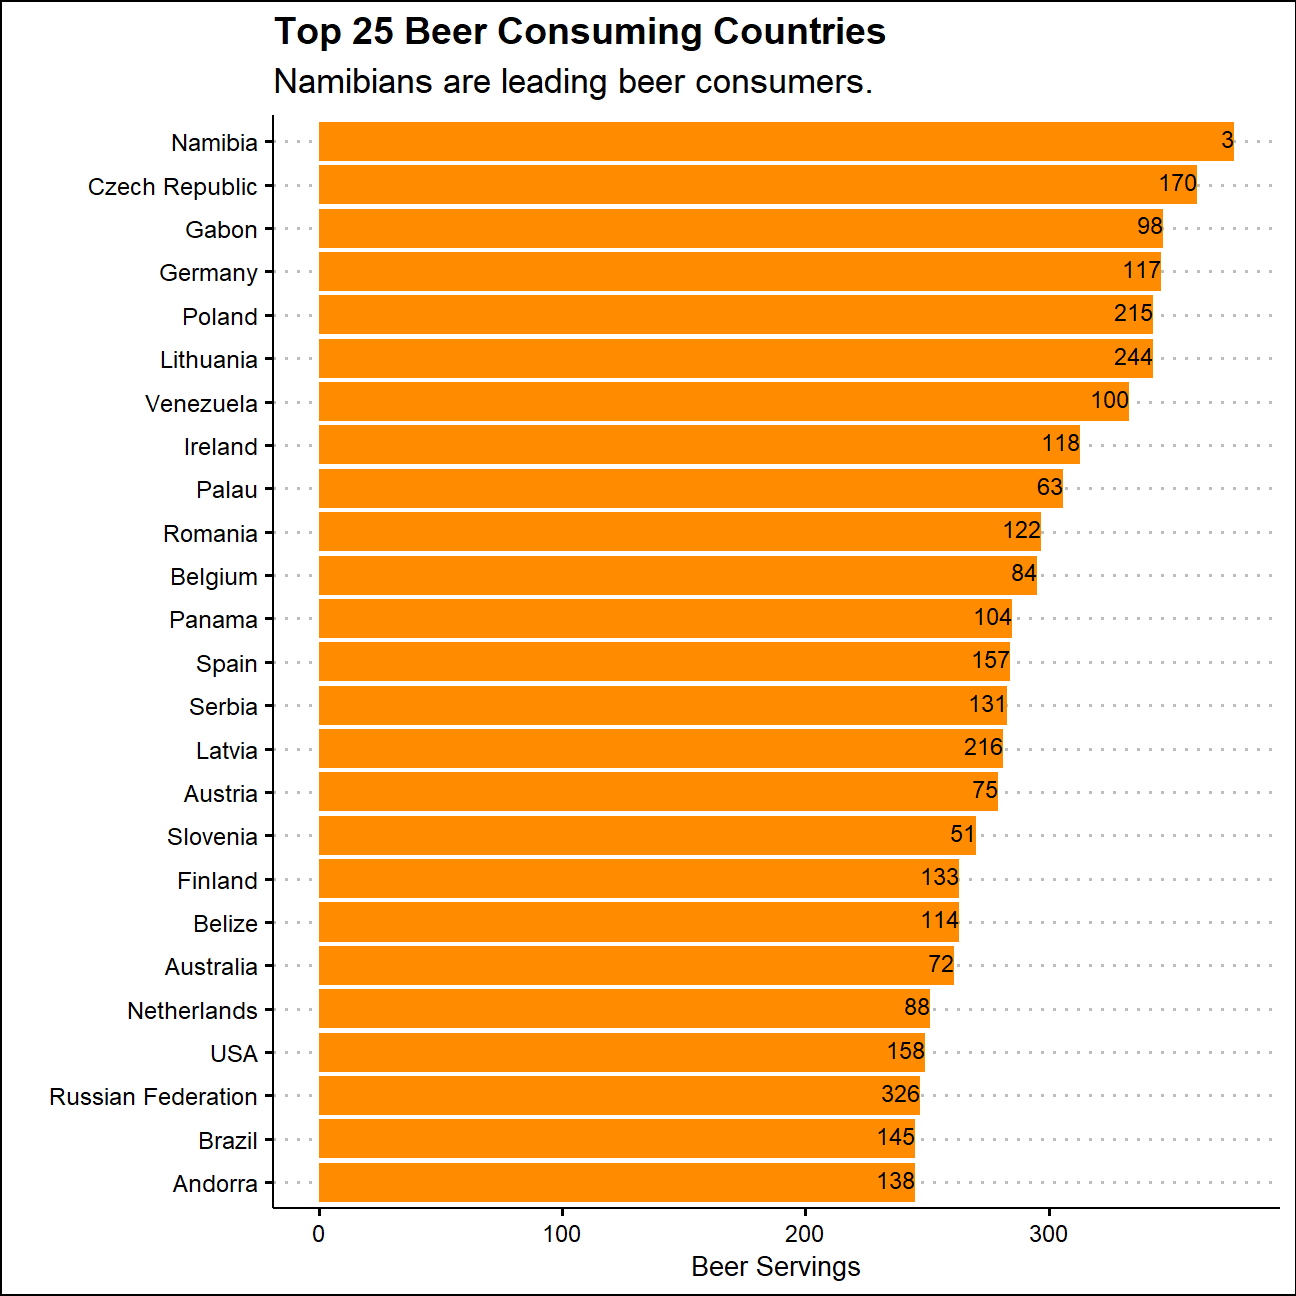 Top 25 Beer Consuming Countries
Namibians are leading beer consumers.
Namibia 3
Czech Republic 170
Gabon 98
Germany 117
Poland 215
Lithuania 244
Venezuela 100
Ireland 118
Palau 63
Romania 122
Belgium 84
Panama 104
Spain 157
Serbia 131
Latvia 216
Austria 75
Slovenia 51
Finland 133
Belize 114
Australia 72
Netherlands 88
USA 158
Russian Federation 326
Brazil 145
Andorra 138
0 100 200 300
Beer Servings